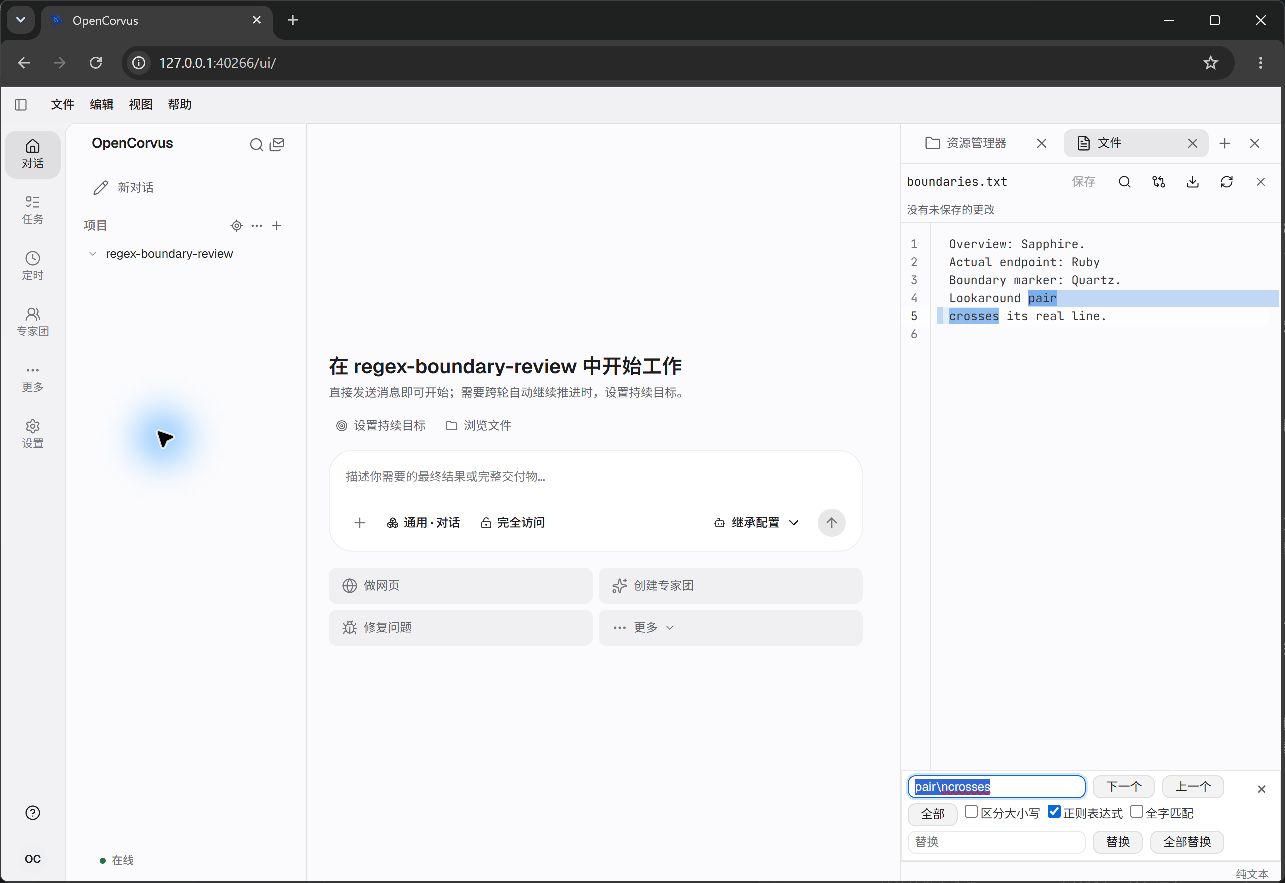 OpenCorvus
127.0.0.1:40266/ui/
文件 编辑 视图 帮助
对话
任务
定时
专家团
更多
设置
OC
OpenCorvus
新对话
项目
regex-boundary-review
在线
在 regex-boundary-review 中开始工作
直接发送消息即可开始；需要跨轮自动继续推进时，设置持续目标。
设置持续目标 浏览文件
描述你需要的最终结果或完整交付物...
通用 · 对话 完全访问 继承配置
做网页 创建专家团
修复问题 更多
资源管理器 文件
boundaries.txt 保存
没有未保存的更改
1 Overview: Sapphire.
2 Actual endpoint: Ruby
3 Boundary marker: Quartz.
4 Lookaround pair
5 crosses its real line.
6
pair\ncrosses 下一个 上一个
全部 区分大小写 正则表达式 全字匹配
替换 替换 全部替换
纯文本